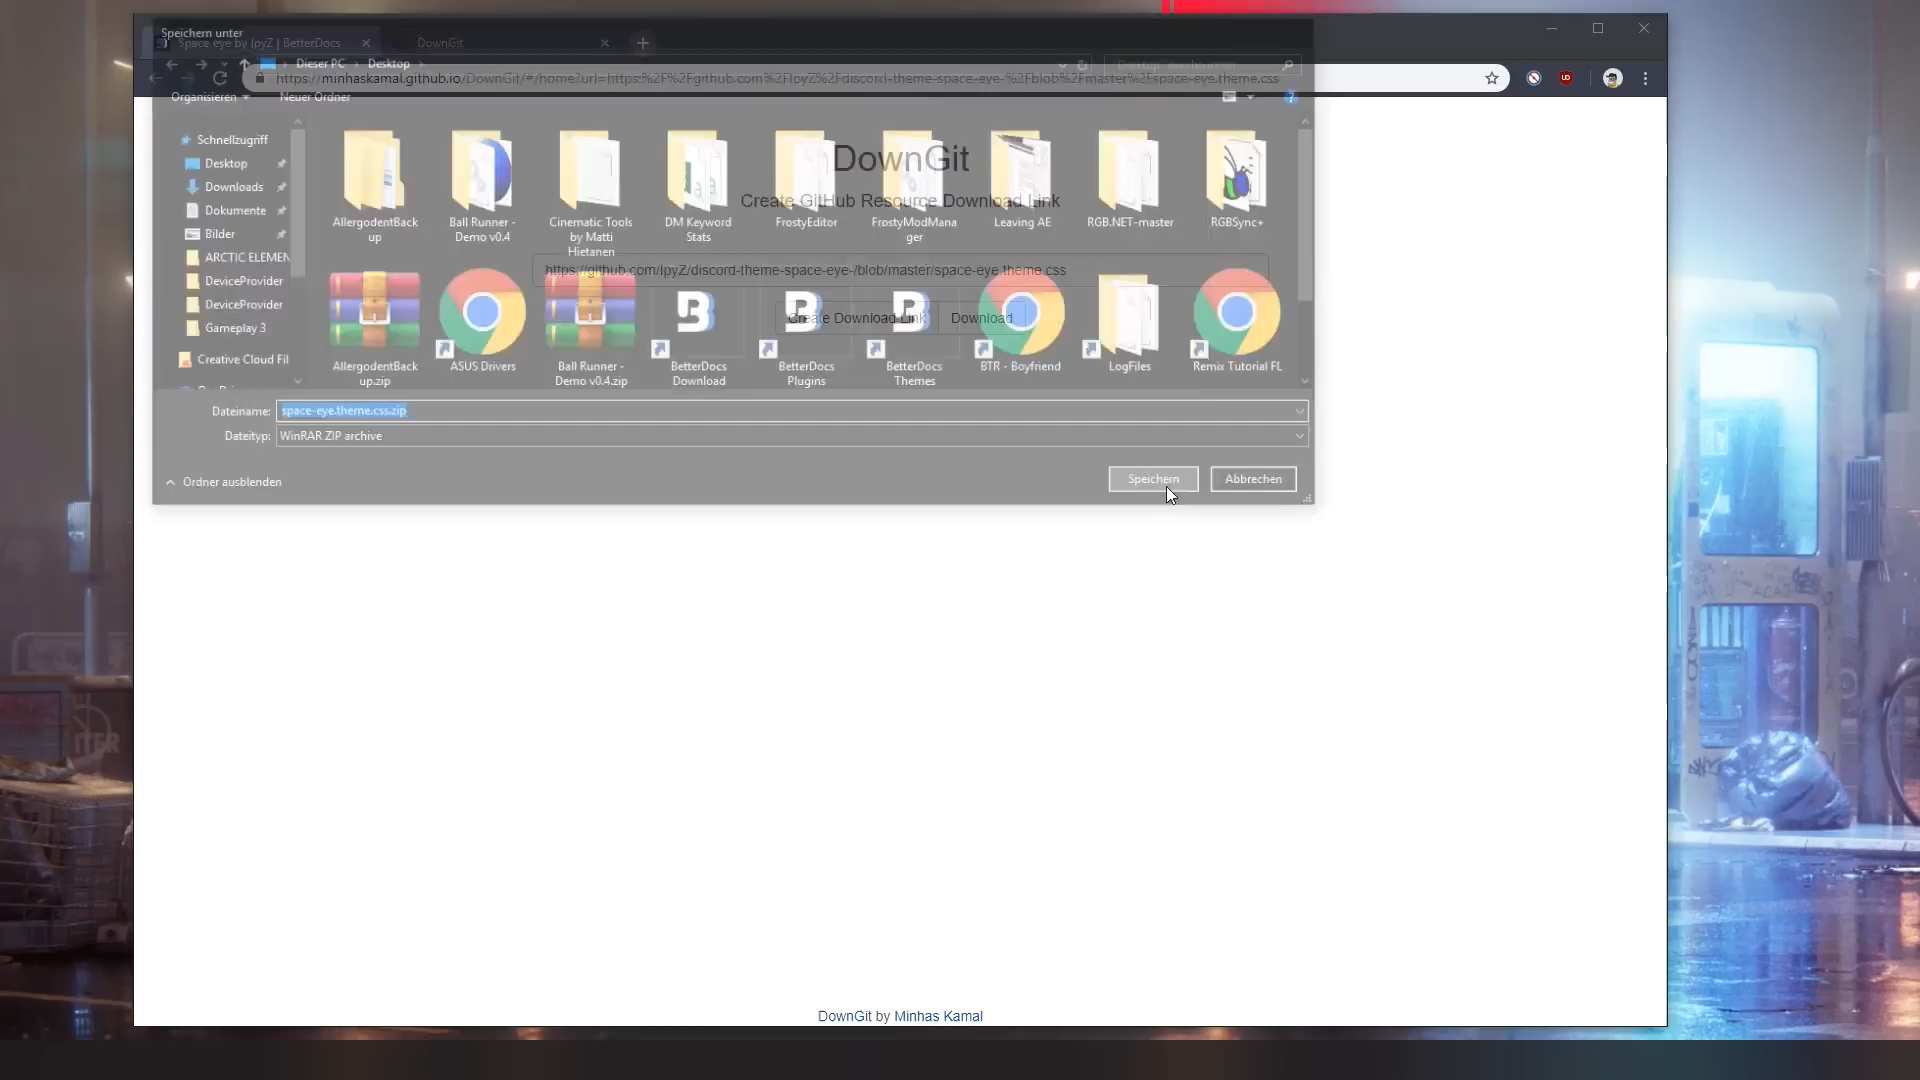 Speichern unter
Space eye by IpyZ | BetterDocs
DownGit
Dieser PC
Desktop
https://minhaskamal.github.io/DownGit/#/home?url=https:%2F%2Fgithub.com%2FIpyZ%2Fdiscord-theme-space-eye-%2Fblob%2Fmaster%2Fspace-eye.theme.css
Organisieren
Neuer Ordner
Schnellzugriff
Desktop
Downloads
Dokumente
Bilder
ARCTIC ELEMEN
DeviceProvider
DeviceProvider
Gameplay 3
Creative Cloud Fil
DownGit
Create GitHub Resource Download Link
AllergodentBack
up
Ball Runner -
Demo v0.4
Cinematic Tools
by Matti
Hietanen
DM Keyword
Stats
FrostyEditor
FrostyModMana
ger
Leaving AE
RGB.NET-master
RGBSync+
https://github.com/IpyZ/discord-theme-space-eye-/blob/master/space-eye.theme.css
Create Download Link
Download
AllergodentBack
up.zip
ASUS Drivers
Ball Runner -
Demo v0.4.zip
BetterDocs
Download
BetterDocs
Plugins
BetterDocs
Themes
BTR - Boyfriend
LogFiles
Remix Tutorial FL
Dateiname:
space-eye.theme.css.zip
Dateityp:
WinRAR ZIP archive
Ordner ausblenden
Speichern
Abbrechen
DownGit by Minhas Kamal